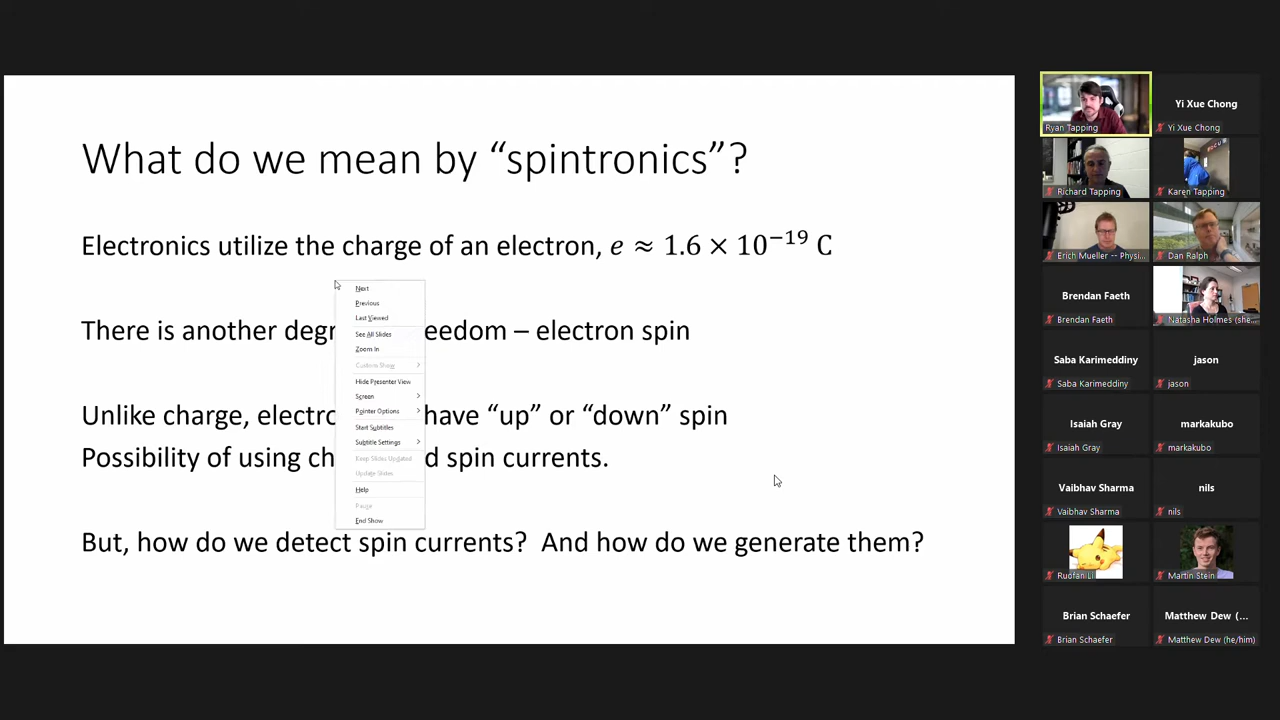 What do we mean by “spintronics”?
Electronics utilize the charge of an electron, e ≈ 1.6 × 10⁻¹⁹ C
There is another degr eedom – electron spin
Unlike charge, electro have “up” or “down” spin
Possibility of using ch d spin currents.
But, how do we detect spin currents? And how do we generate them?
Next
Previous
Last Viewed
See All Slides
Zoom In
Custom Show
Hide Presenter View
Screen
Pointer Options
Start Subtitles
Subtitle Settings
Keep Slides Updated
Update Slides
Help
Pause
End Show
Ryan Tapping
Yi Xue Chong
Yi Xue Chong
Richard Tapping
Karen Tapping
Erich Mueller -- Physi...
Dan Ralph
Brendan Faeth
Brendan Faeth
Natasha Holmes (she...
Saba Karimeddiny
Saba Karimeddiny
jason
jason
Isaiah Gray
Isaiah Gray
markakubo
markakubo
Vaibhav Sharma
Vaibhav Sharma
nils
nils
Ruofan Li
Martin Stein
Brian Schaefer
Brian Schaefer
Matthew Dew (...
Matthew Dew (he/him)